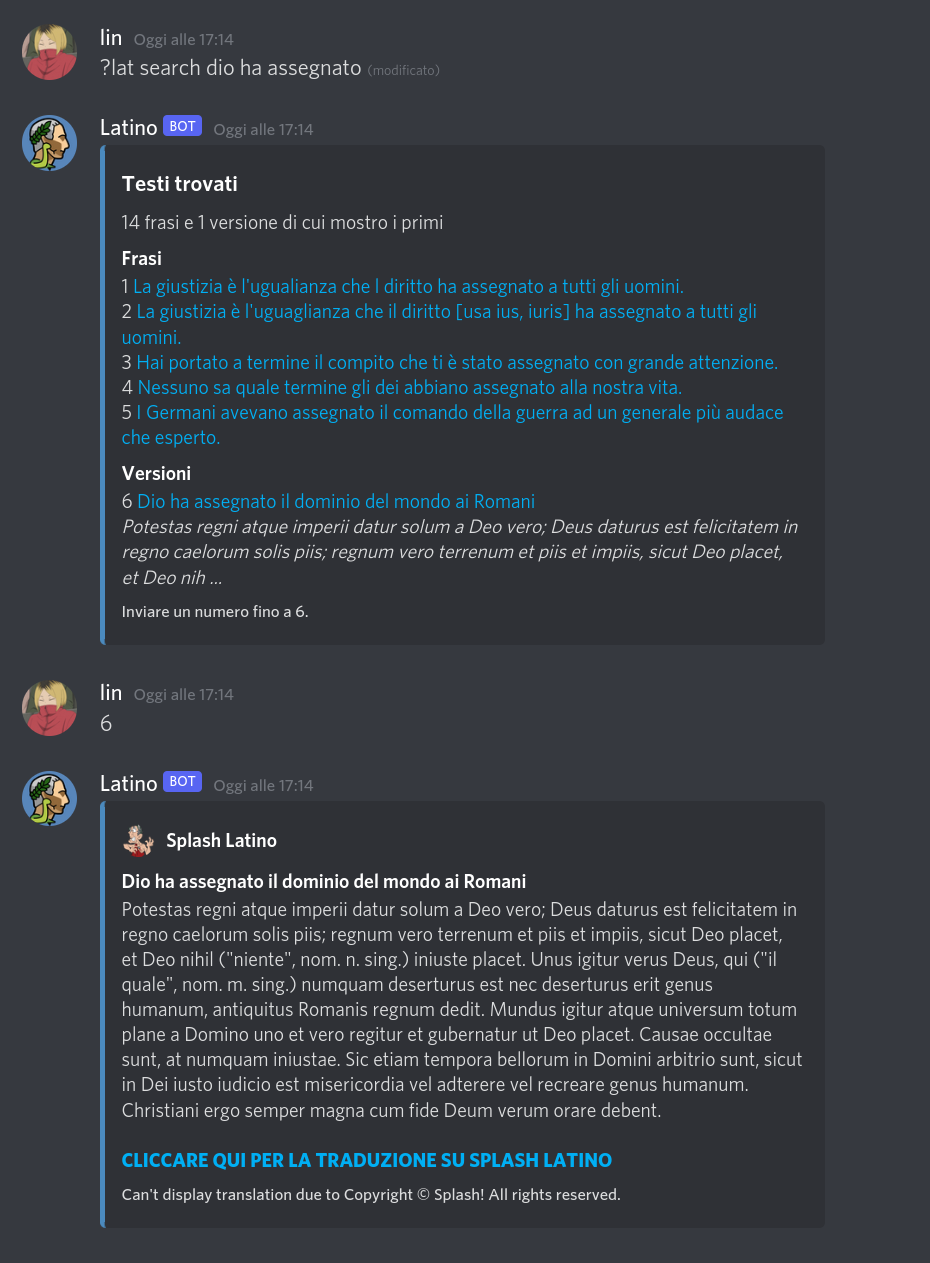 lin Oggi alle 17:14
?lat search dio ha assegnato (modificato)
Latino BOT Oggi alle 17:14
Testi trovati
14 frasi e 1 versione di cui mostro i primi
Frasi
1 La giustizia è l'ugualianza che l diritto ha assegnato a tutti gli uomini.
2 La giustizia è l'uguaglianza che il diritto [usa ius, iuris] ha assegnato a tutti gli
uomini.
3 Hai portato a termine il compito che ti è stato assegnato con grande attenzione.
4 Nessuno sa quale termine gli dei abbiano assegnato alla nostra vita.
5 I Germani avevano assegnato il comando della guerra ad un generale più audace
che esperto.
Versioni
6 Dio ha assegnato il dominio del mondo ai Romani
Potestas regni atque imperii datur solum a Deo vero; Deus daturus est felicitatem in
regno caelorum solis piis; regnum vero terrenum et piis et impiis, sicut Deo placet,
et Deo nih ...
Inviare un numero fino a 6.
lin Oggi alle 17:14
6
Latino BOT Oggi alle 17:14
Splash Latino
Dio ha assegnato il dominio del mondo ai Romani
Potestas regni atque imperii datur solum a Deo vero; Deus daturus est felicitatem in
regno caelorum solis piis; regnum vero terrenum et piis et impiis, sicut Deo placet,
et Deo nihil ("niente", nom. n. sing.) iniuste placet. Unus igitur verus Deus, qui ("il
quale", nom. m. sing.) numquam deserturus est nec deserturus erit genus
humanum, antiquitus Romanis regnum dedit. Mundus igitur atque universum totum
plane a Domino uno et vero regitur et gubernatur ut Deo placet. Causae occultae
sunt, at numquam iniustae. Sic etiam tempora bellorum in Domini arbitrio sunt, sicut
in Dei iusto iudicio est misericordia vel adterere vel recreare genus humanum.
Christiani ergo semper magna cum fide Deum verum orare debent.
CLICCARE QUI PER LA TRADUZIONE SU SPLASH LATINO
Can't display translation due to Copyright © Splash! All rights reserved.